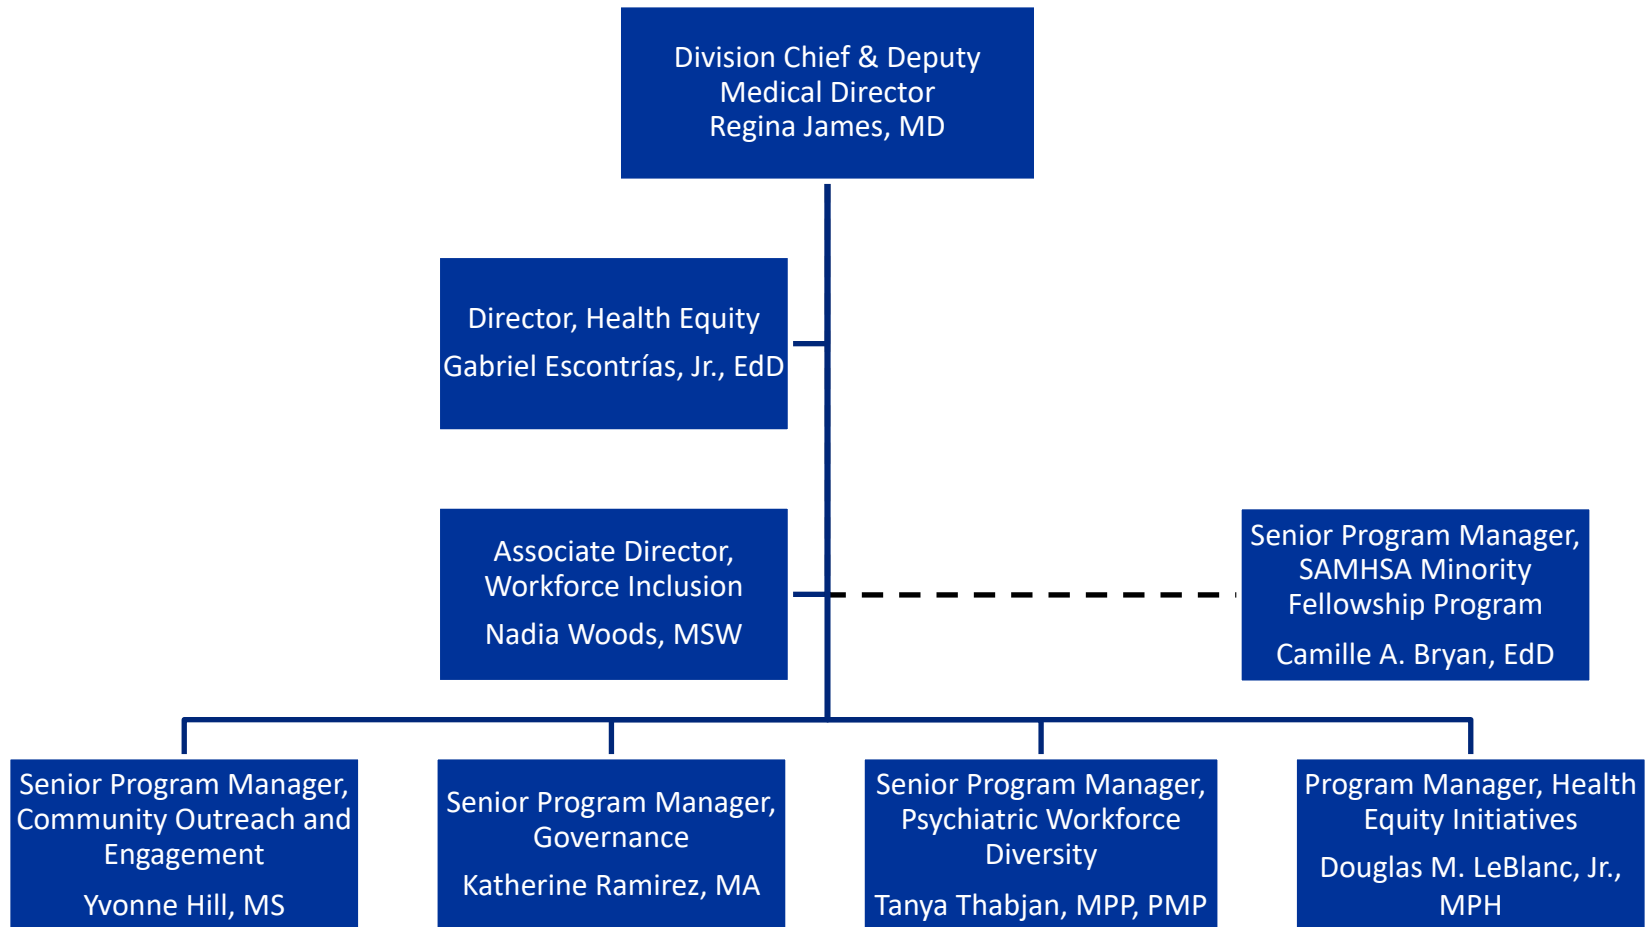 Division Chief & Deputy
Medical Director
Regina James, MD
Director, Health Equity
Gabriel Escontrías, Jr., EdD
Associate Director,
Workforce Inclusion
Nadia Woods, MSW
Senior Program Manager,
SAMHSA Minority
Fellowship Program
Camille A. Bryan, EdD
Senior Program Manager,
Community Outreach and
Engagement
Yvonne Hill, MS
Senior Program Manager,
Governance
Katherine Ramirez, MA
Senior Program Manager,
Psychiatric Workforce
Diversity
Tanya Thabjan, MPP, PMP
Program Manager, Health
Equity Initiatives
Douglas M. LeBlanc, Jr.,
MPH